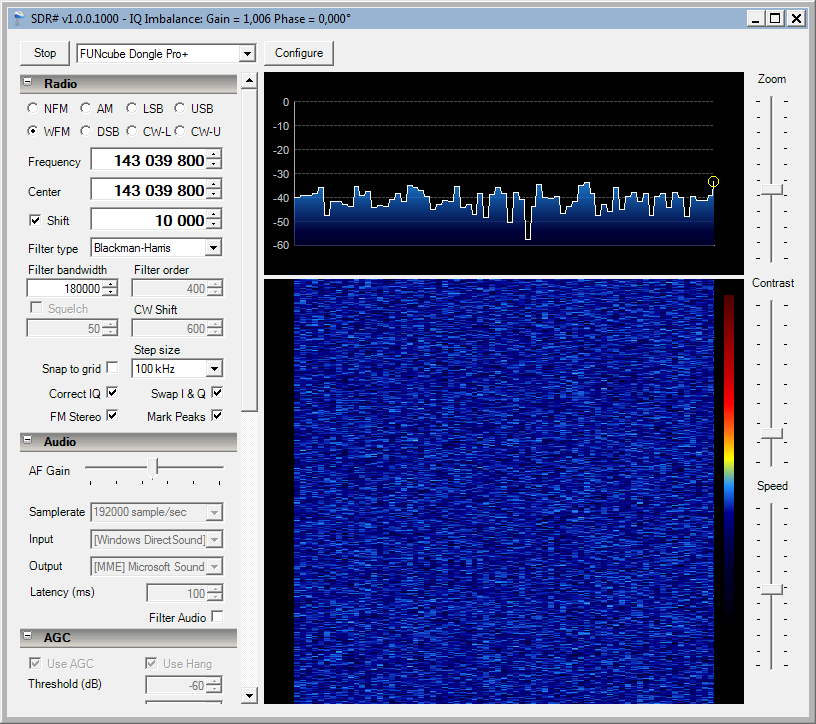 SDR# v1.0.0.1000 - IQ Imbalance: Gain = 1,006 Phase = 0,000°
Stop FUNcube Dongle Pro+ Configure
Radio
NFM AM LSB USB
WFM DSB CW-L CW-U
Frequency 143 039 800
Center 143 039 800
Shift 10 000
Filter type Blackman-Harris
Filter bandwidth Filter order
180000 400
Squelch CW Shift
50 600
Step size
Snap to grid 100 kHz
Correct IQ Swap I & Q
FM Stereo Mark Peaks
Audio
AF Gain
Samplerate 192000 sample/sec
Input [Windows DirectSound]
Output [MME] Microsoft Sound
Latency (ms) 100
Filter Audio
AGC
Use AGC Use Hang
Threshold (dB) -60
0
-10
-20
-30
-40
-50
-60
Zoom
Contrast
Speed